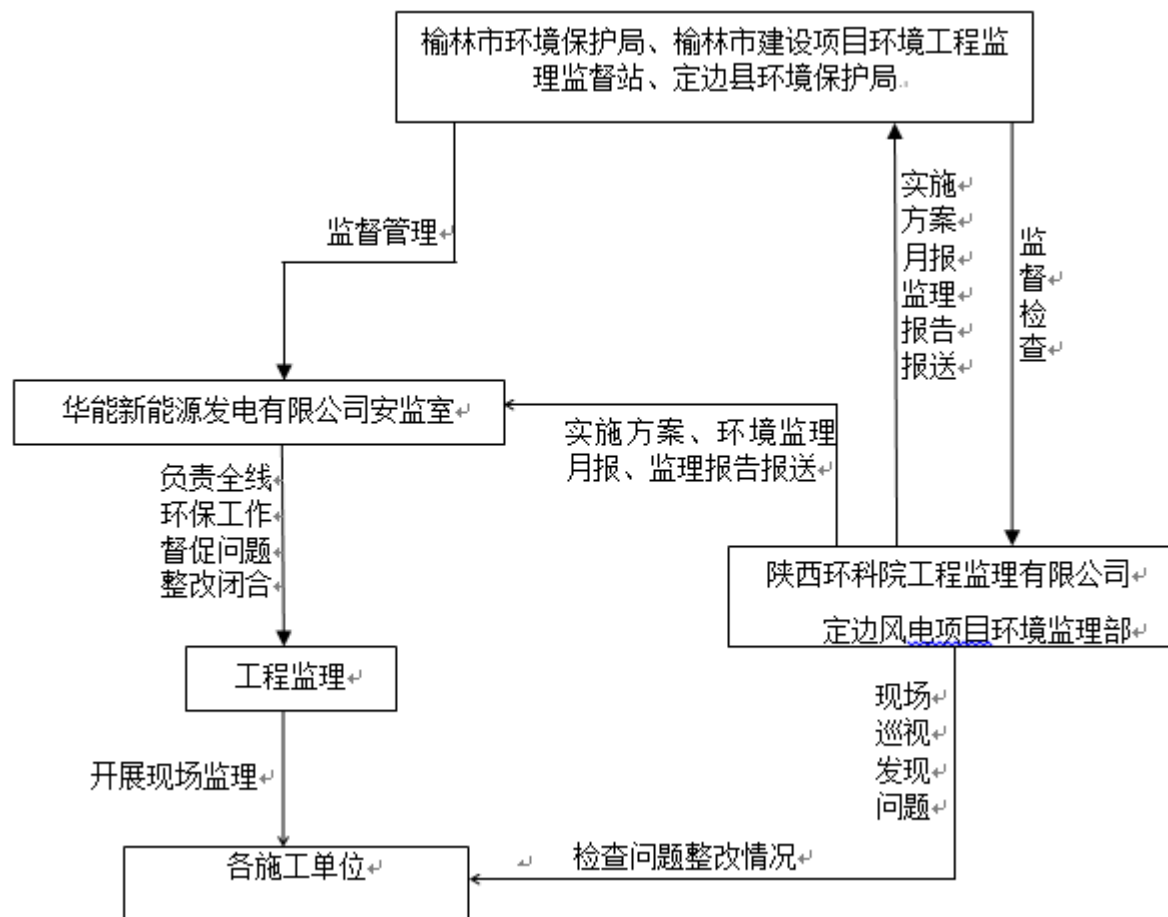 榆林市环境保护局、榆林市建设项目环境工程监
理监督站、定边县环境保护局
监督管理
实施
方案
月报
监理
报告
报送
监
督
检
查
华能新能源发电有限公司安监室
实施方案、环境监理
月报、监理报告报送
负责全线
环保工作
督促问题
整改闭合
陕西环科院工程监理有限公司
定边风电项目环境监理部
工程监理
现场
巡视
发现
问题
开展现场监理
各施工单位
检查问题整改情况